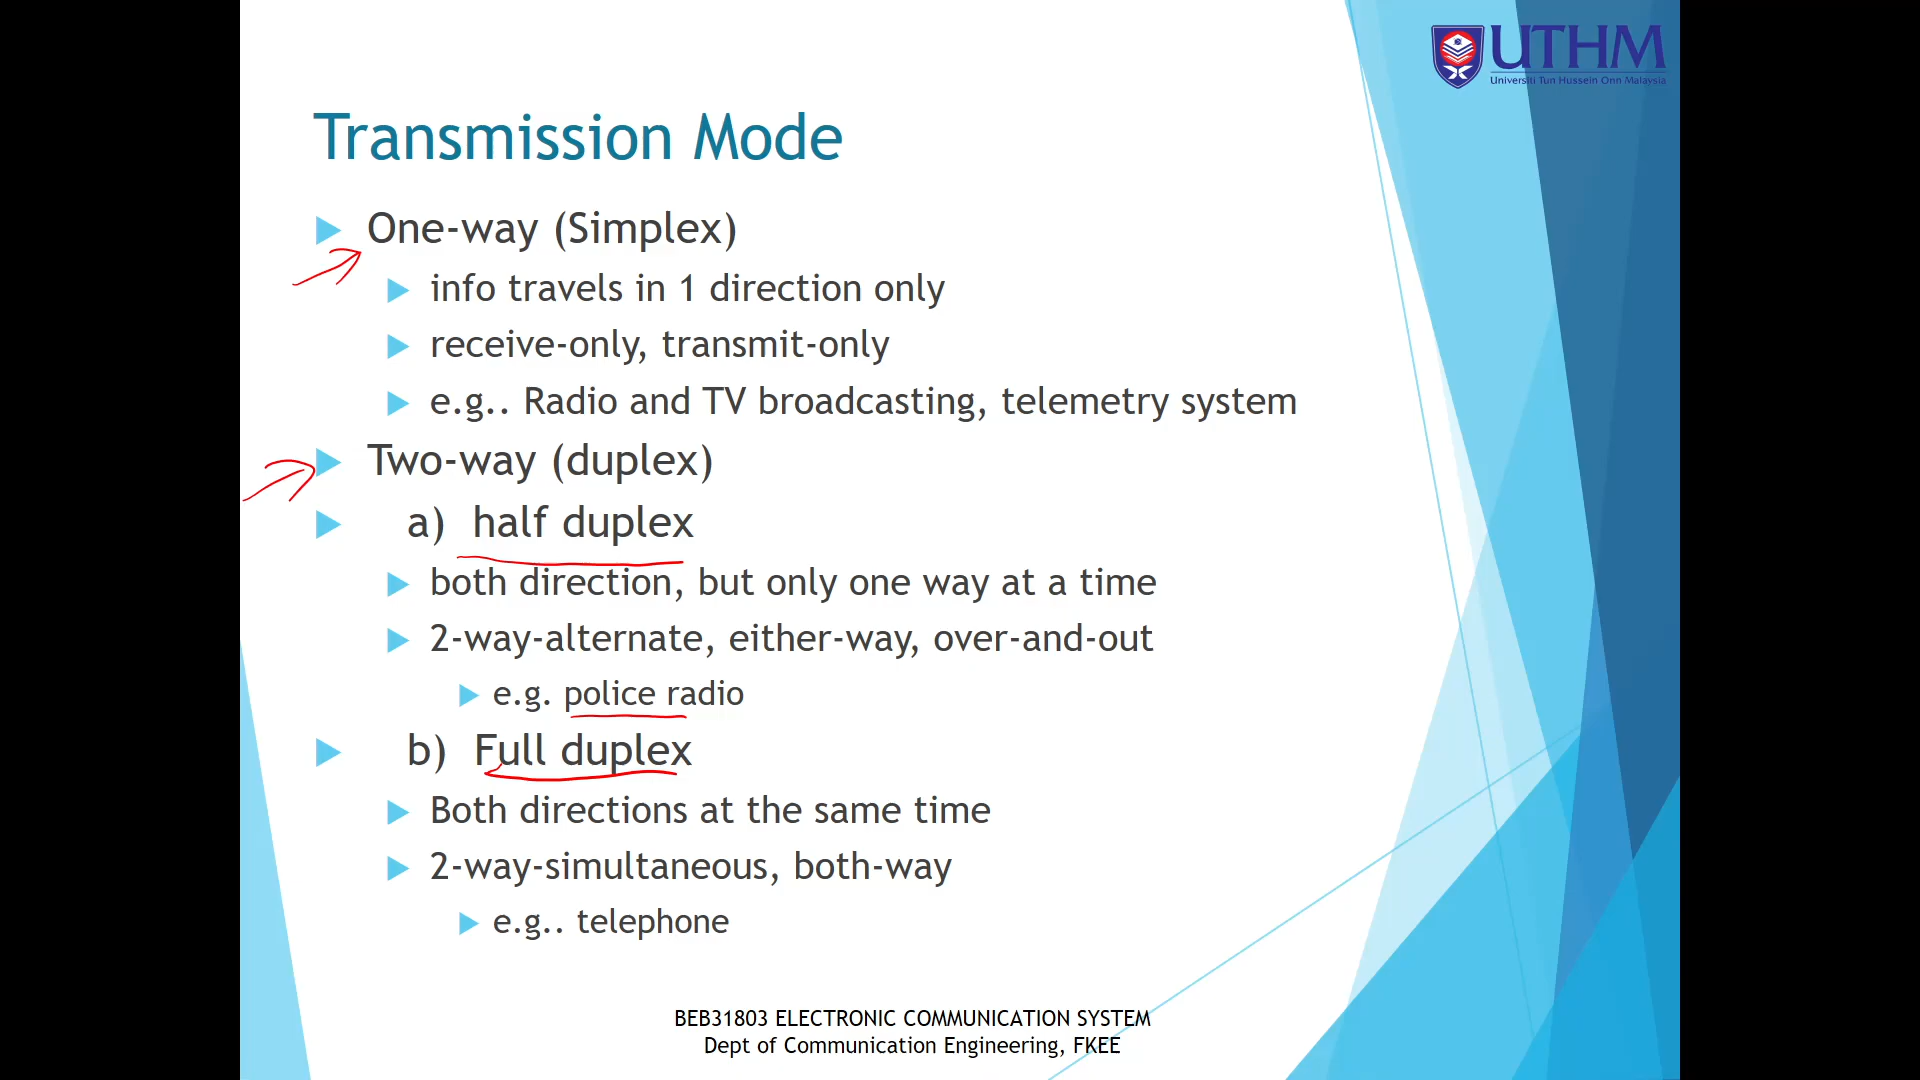 UTHM
Universiti Tun Hussein Onn Malaysia
Transmission Mode
One-way (Simplex)
info travels in 1 direction only
receive-only, transmit-only
e.g.. Radio and TV broadcasting, telemetry system
Two-way (duplex)
a) half duplex
both direction, but only one way at a time
2-way-alternate, either-way, over-and-out
e.g. police radio
b) Full duplex
Both directions at the same time
2-way-simultaneous, both-way
e.g.. telephone
BEB31803 ELECTRONIC COMMUNICATION SYSTEM
Dept of Communication Engineering, FKEE